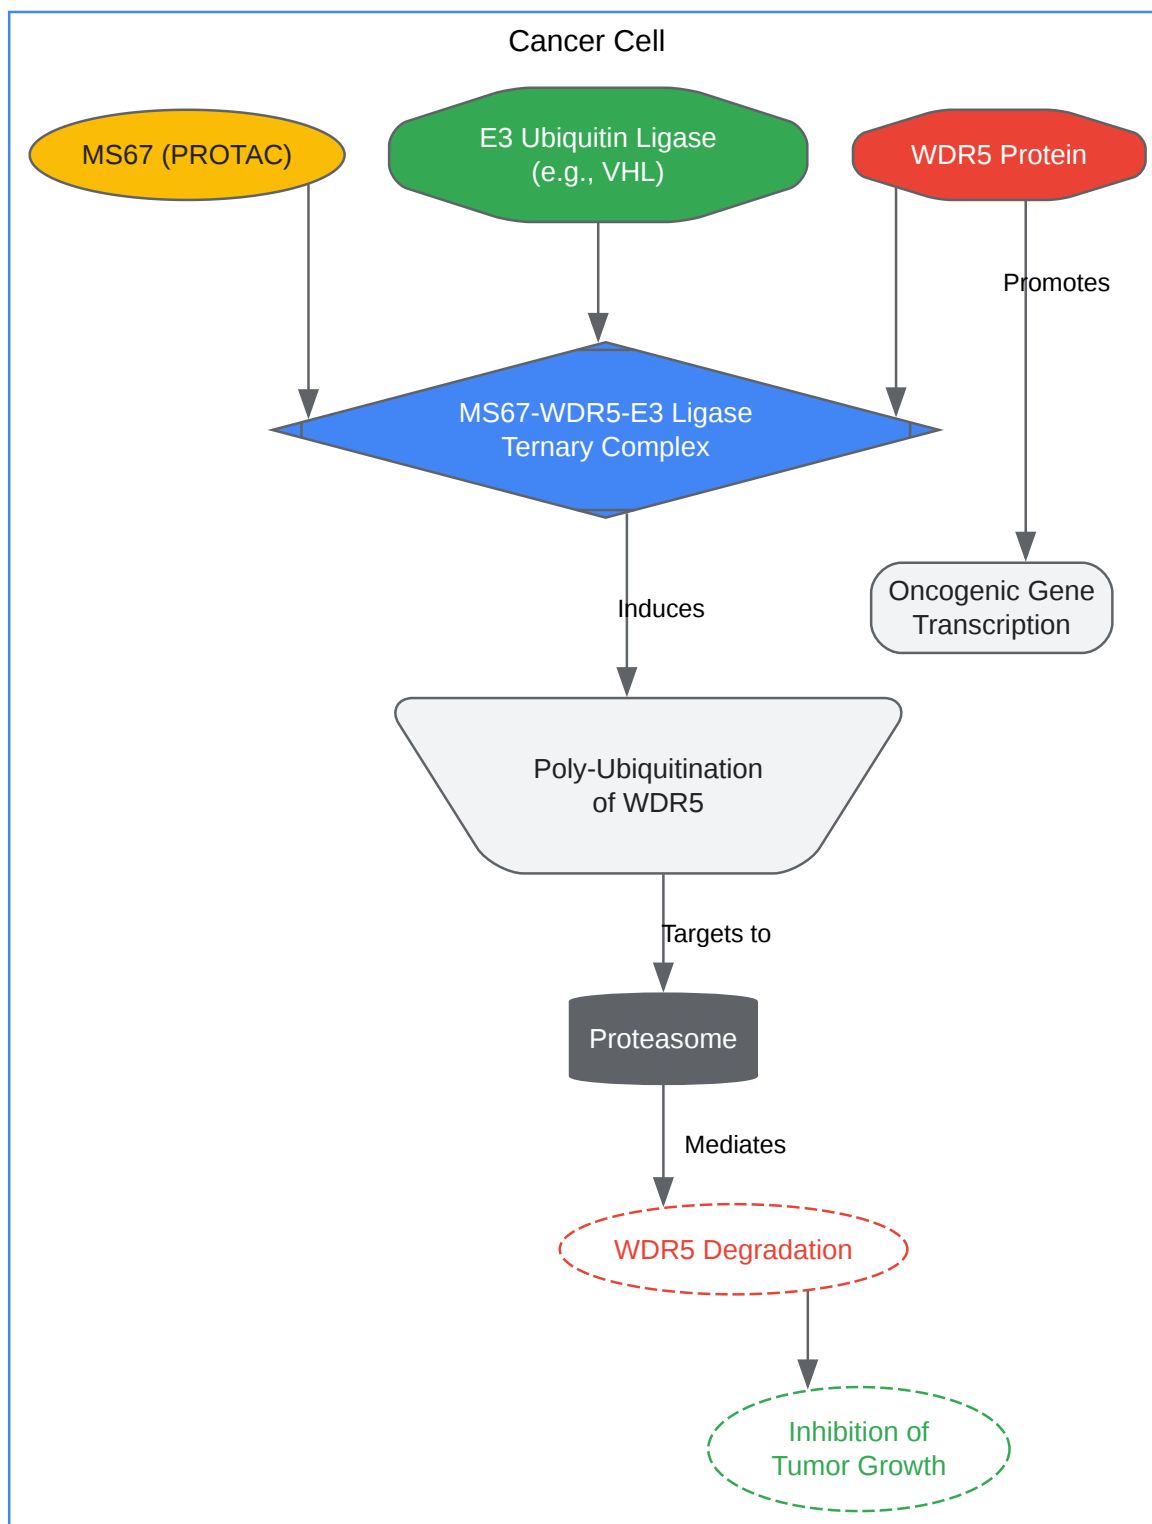 Cancer Cell
MS67 (PROTAC)
E3 Ubiquitin Ligase
(e.g., VHL)
WDR5 Protein
Promotes
MS67-WDR5-E3 Ligase
Ternary Complex
Induces
Oncogenic Gene
Transcription
Poly-Ubiquitination
of WDR5
Targets to
Proteasome
Mediates
WDR5 Degradation
Inhibition of
Tumor Growth